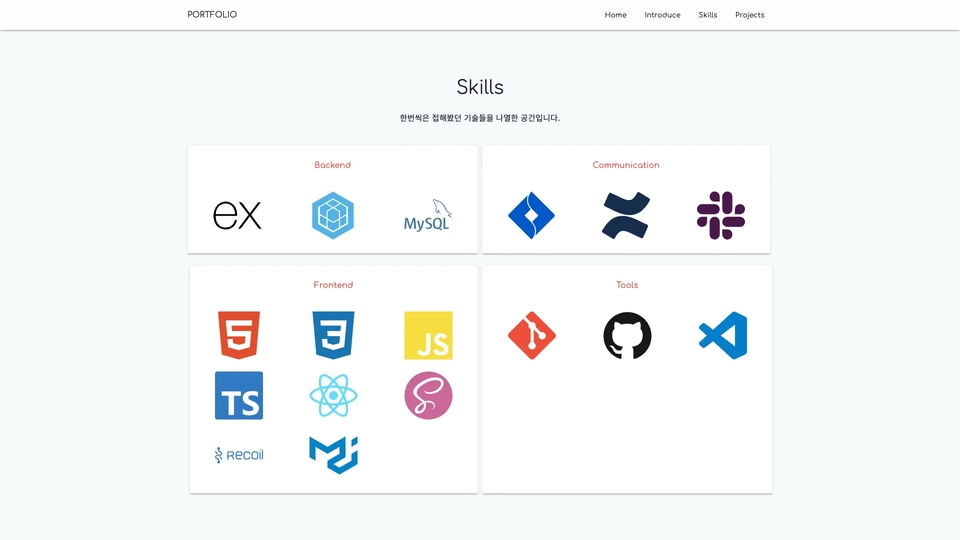 PORTFOLIO
Home Introduce Skills Projects
Skills
한번씩은 접해봤던 기술들을 나열한 공간입니다.
Backend
ex
MySQL
Communication
Frontend
5
3
JS
TS
RECOIL
Tools